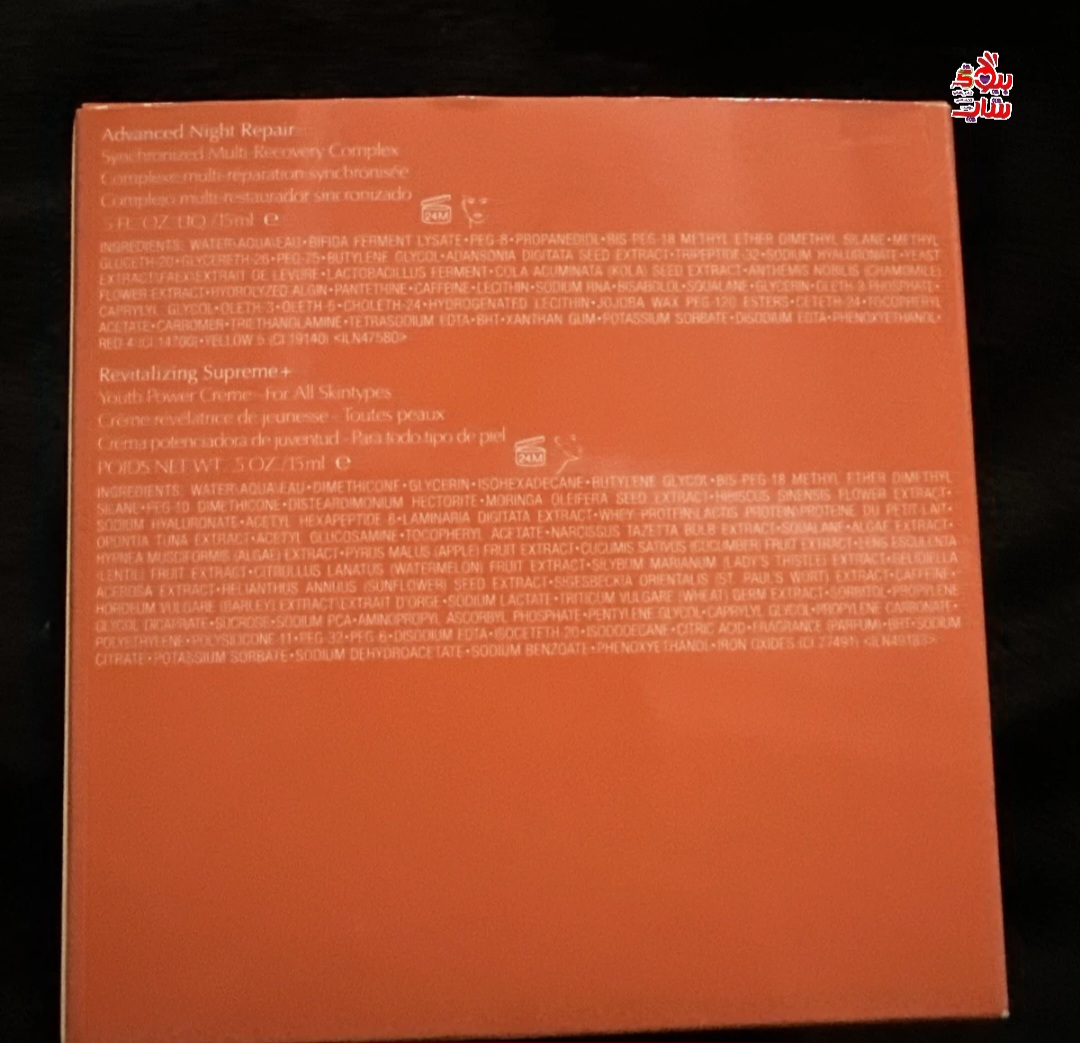 بیوتی
شاپ
Advanced Night Repair
Synchronized Multi-Recovery Complex
Complexe multi-réparation synchronisée
Complejo multi-restaurador sincronizado
.5 FL. OZ. LIQ./15ml e
24M
INGREDIENTS: WATER\AQUA\EAU•BIFIDA FERMENT LYSATE•PEG-8•PROPANEDIOL•BIS-PEG-18 METHYL ETHER DIMETHYL SILANE•METHYL
GLUCETH-20•GLYCERETH-26•PEG-75•BUTYLENE GLYCOL•ADANSONIA DIGITATA SEED EXTRACT•TRIPEPTIDE-32•SODIUM HYALURONATE•YEAST
EXTRACT\FAEX\EXTRAIT DE LEVURE•LACTOBACILLUS FERMENT•COLA ACUMINATA (KOLA) SEED EXTRACT•ANTHEMIS NOBILIS (CHAMOMILE)
FLOWER EXTRACT•HYDROLYZED ALGIN•PANTETHINE•CAFFEINE•LECITHIN•SODIUM RNA•BISABOLOL•SQUALANE•GLYCERIN•OLETH-3 PHOSPHATE•
CAPRYLYL GLYCOL•OLETH-3•OLETH-5•CHOLETH-24•HYDROGENATED LECITHIN•JOJOBA WAX PEG-120 ESTERS•CETETH-24•TOCOPHERYL
ACETATE•CARBOMER•TRIETHANOLAMINE•TETRASODIUM EDTA•BHT•XANTHAN GUM•POTASSIUM SORBATE•DISODIUM EDTA•PHENOXYETHANOL•
RED 4 (CI 14700)•YELLOW 5 (CI 19140) <ILN47580>
Revitalizing Supreme+
Youth Power Creme - For All Skintypes
Crème révélatrice de jeunesse - Toutes peaux
Crema potenciadora de juventud - Para todo tipo de piel
POIDS NET WT. .5 OZ./15ml e
24M
INGREDIENTS: WATER\AQUA\EAU•DIMETHICONE•GLYCERIN•ISOHEXADECANE•BUTYLENE GLYCOL•BIS-PEG-18 METHYL ETHER DIMETHYL
SILANE•PEG-10 DIMETHICONE•DISTEARDIMONIUM HECTORITE•MORINGA OLEIFERA SEED EXTRACT•HIBISCUS SINENSIS FLOWER EXTRACT•
SODIUM HYALURONATE•ACETYL HEXAPEPTIDE-8•LAMINARIA DIGITATA EXTRACT•WHEY PROTEIN\LACTIS PROTEIN\PROTÉINE DU PETIT-LAIT•
OPUNTIA TUNA EXTRACT•ACETYL GLUCOSAMINE•TOCOPHERYL ACETATE•NARCISSUS TAZETTA BULB EXTRACT•SQUALANE•ALGAE EXTRACT•
HYPNEA MUSCIFORMIS (ALGAE) EXTRACT•PYRUS MALUS (APPLE) FRUIT EXTRACT•CUCUMIS SATIVUS (CUCUMBER) FRUIT EXTRACT•LENS ESCULENTA
(LENTIL) FRUIT EXTRACT•CITRULLUS LANATUS (WATERMELON) FRUIT EXTRACT•SILYBUM MARIANUM (LADY'S THISTLE) EXTRACT•GELIDIELLA
ACEROSA EXTRACT•HELIANTHUS ANNUUS (SUNFLOWER) SEED EXTRACT•SIGESBECKIA ORIENTALIS (ST. PAUL'S WORT) EXTRACT•CAFFEINE•
HORDEUM VULGARE (BARLEY) EXTRACT\EXTRAIT D'ORGE•SODIUM LACTATE•TRITICUM VULGARE (WHEAT) GERM EXTRACT•SORBITOL•PROPYLENE
GLYCOL DICAPRATE•SUCROSE•SODIUM PCA•AMINOPROPYL ASCORBYL PHOSPHATE•PENTYLENE GLYCOL•CAPRYLYL GLYCOL•PROPYLENE CARBONATE•
POLYETHYLENE•POLYSILICONE-11•PEG-32•PEG-6•DISODIUM EDTA•ISOCETETH-20•ISODODECANE•CITRIC ACID•FRAGRANCE (PARFUM)•BHT•SODIUM
CITRATE•POTASSIUM SORBATE•SODIUM DEHYDROACETATE•SODIUM BENZOATE•PHENOXYETHANOL•IRON OXIDES (CI 77491) <ILN49183>